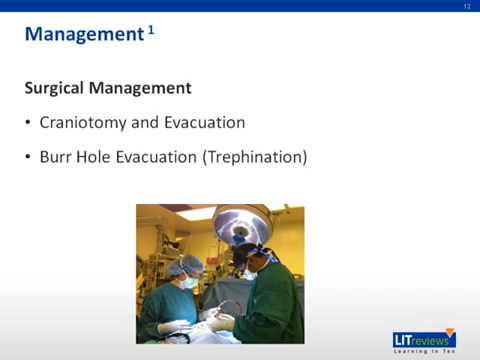 12
Management 1
Surgical Management
• Craniotomy and Evacuation
• Burr Hole Evacuation (Trephination)
LITreviews
Learning In Ten